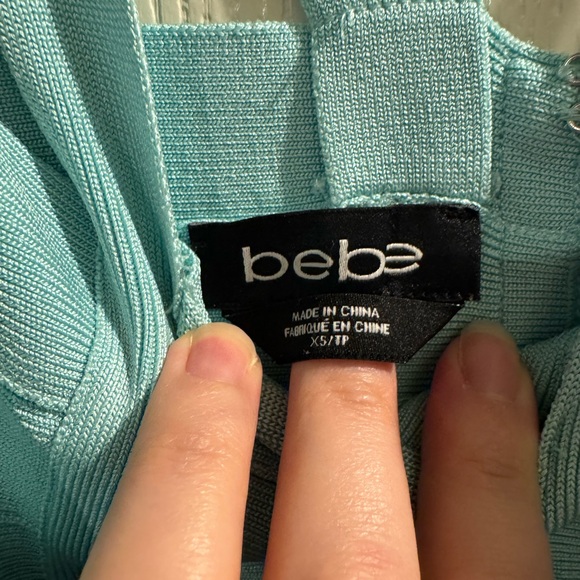 bebe
MADE IN CHINA
FABRIQUÉ EN CHINE
XS/TP